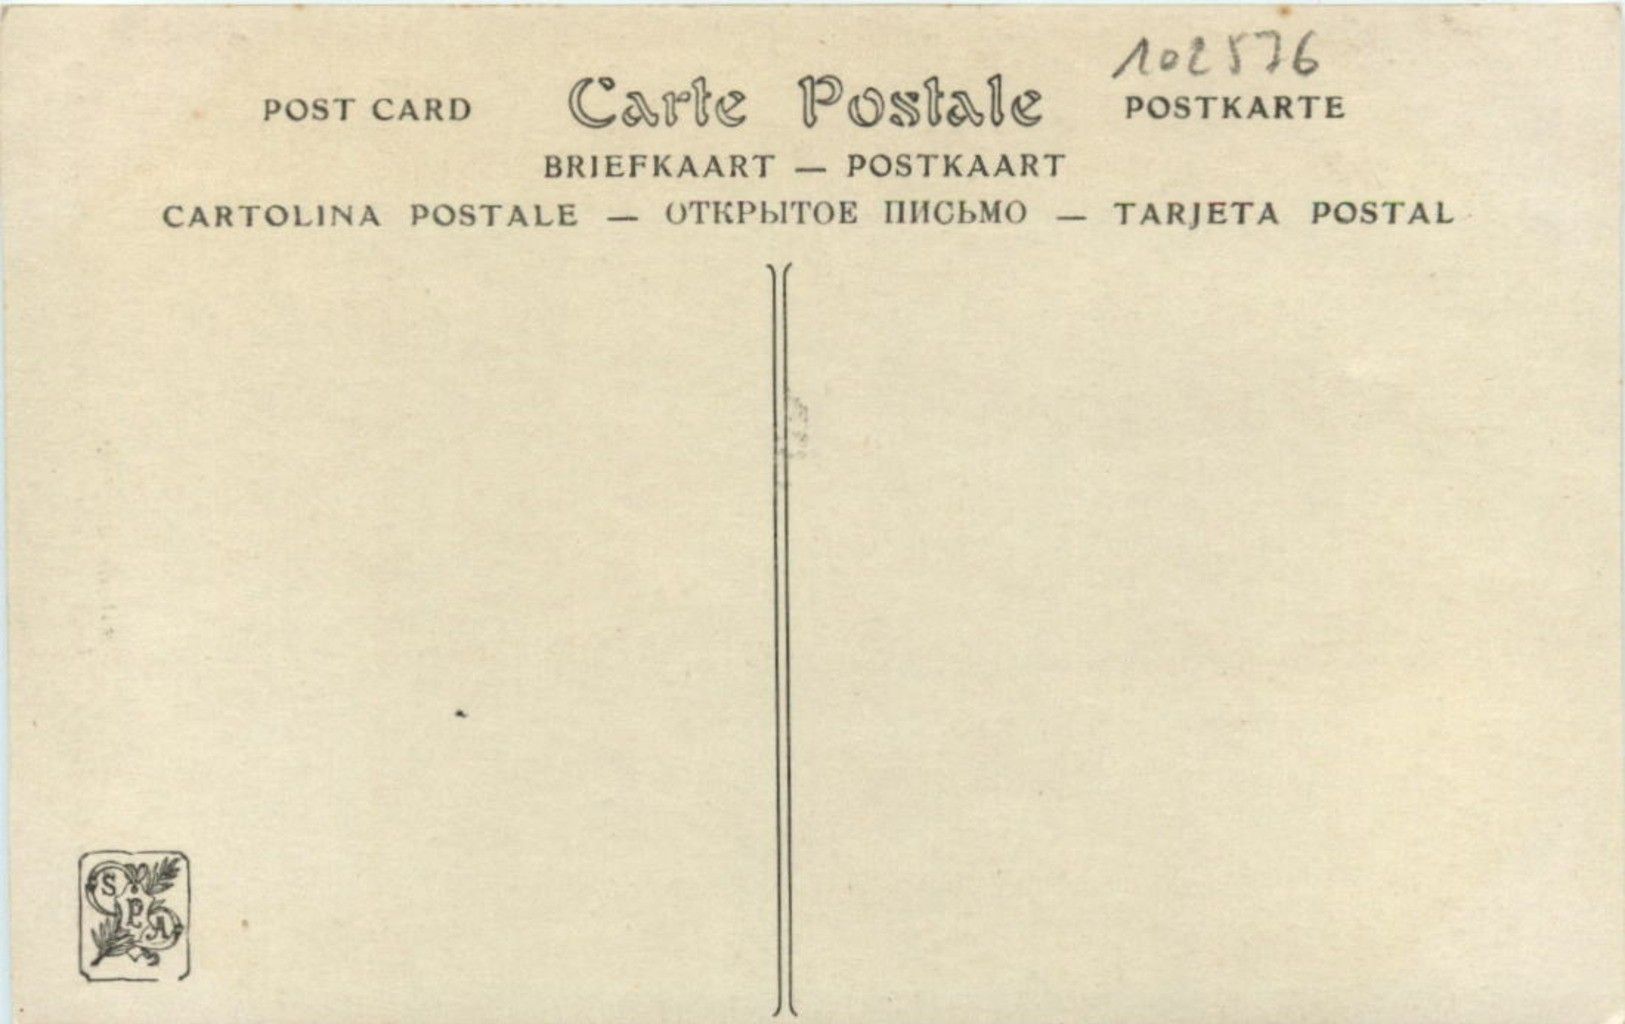 102576
POST CARD Carte Postale POSTKARTE
BRIEFKAART — POSTKAART
CARTOLINA POSTALE — ОТКРЫТОЕ ПИСЬМО — TARJETA POSTAL
S
P
A